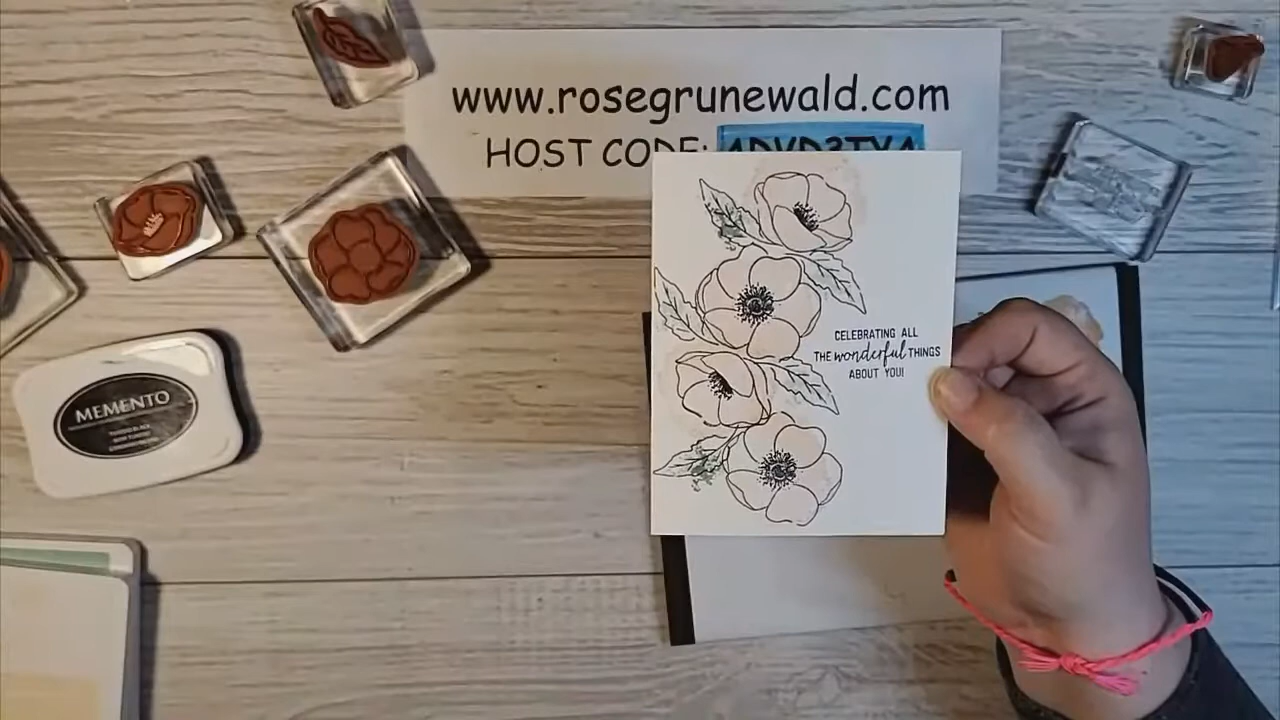 www.rosegrunewald.com
HOST CODE:
CELEBRATING ALL
THE wonderful THINGS
ABOUT YOU!
MEMENTO